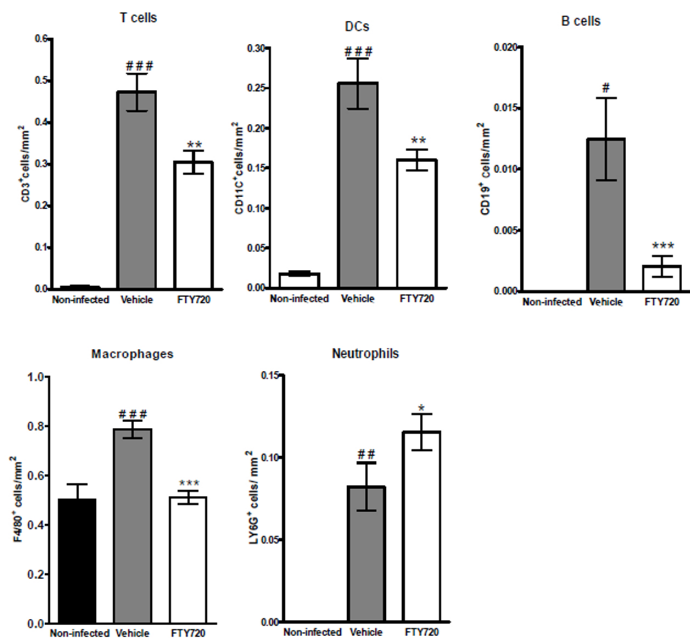 T cells
CD3⁺cells/mm²
0.6
0.5
0.4
0.3
0.2
0.1
0.0
###
**
Non-infected Vehicle FTY720
DCs
CD11C⁺cells/mm²
0.30
0.25
0.20
0.15
0.10
0.05
0.00
###
**
Non-infected Vehicle FTY720
B cells
CD19⁺ cells/mm²
0.020
0.015
0.010
0.005
0.000
#
***
Non-infected Vehicle FTY720
Macrophages
F4/80⁺ cells/mm²
1.0
0.8
0.6
0.4
0.2
0.0
###
***
Non-infected Vehicle FTY720
Neutrophils
LY6G⁺ cells/ mm²
0.15
0.10
0.05
0.00
##
*
Non-infected Vehicle FTY720